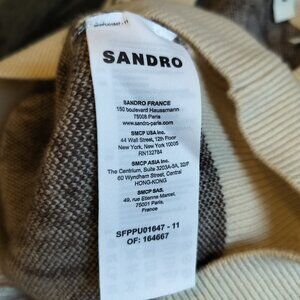 SANDRO
SANDRO FRANCE
150 boulevard Haussmann
75008 Paris
www.sandro-paris.com
SMCP USA Inc.
44 Wall Street, 12th Floor
New York, New York 10005
RN132784
SMCP ASIA Inc.
The Centrium, Suite 3203A-5A, 32/F
60 Wyndham Street, Central
HONG-KONG
SMCP SAS.
49, rue Etienne Marcel,
75001 Paris,
France
SFPPU01647 - 11
OF: 164667